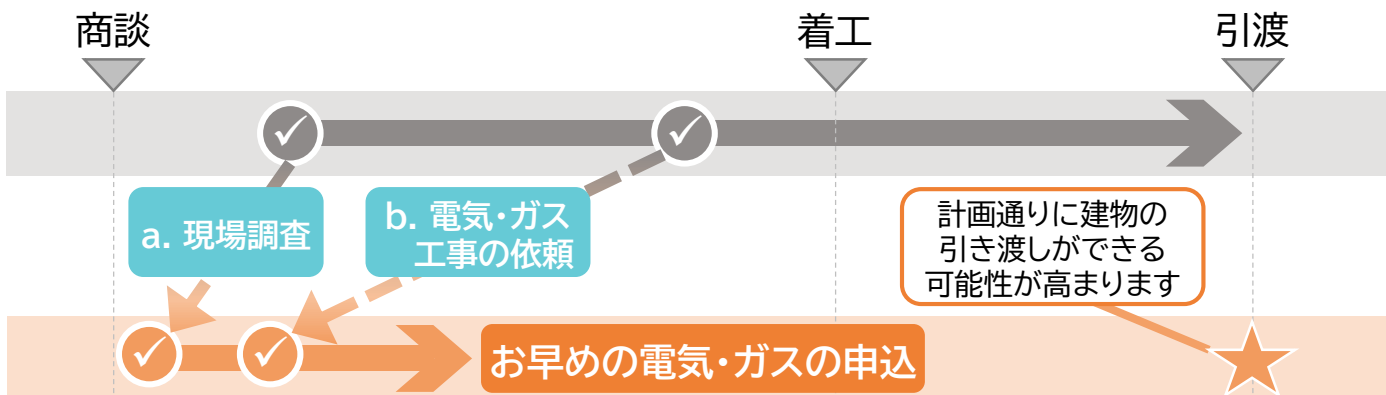 商談
着工
引渡
a. 現場調査
b. 電気・ガス
工事の依頼
計画通りに建物の
引き渡しができる
可能性が高まります
お早めの電気・ガスの申込